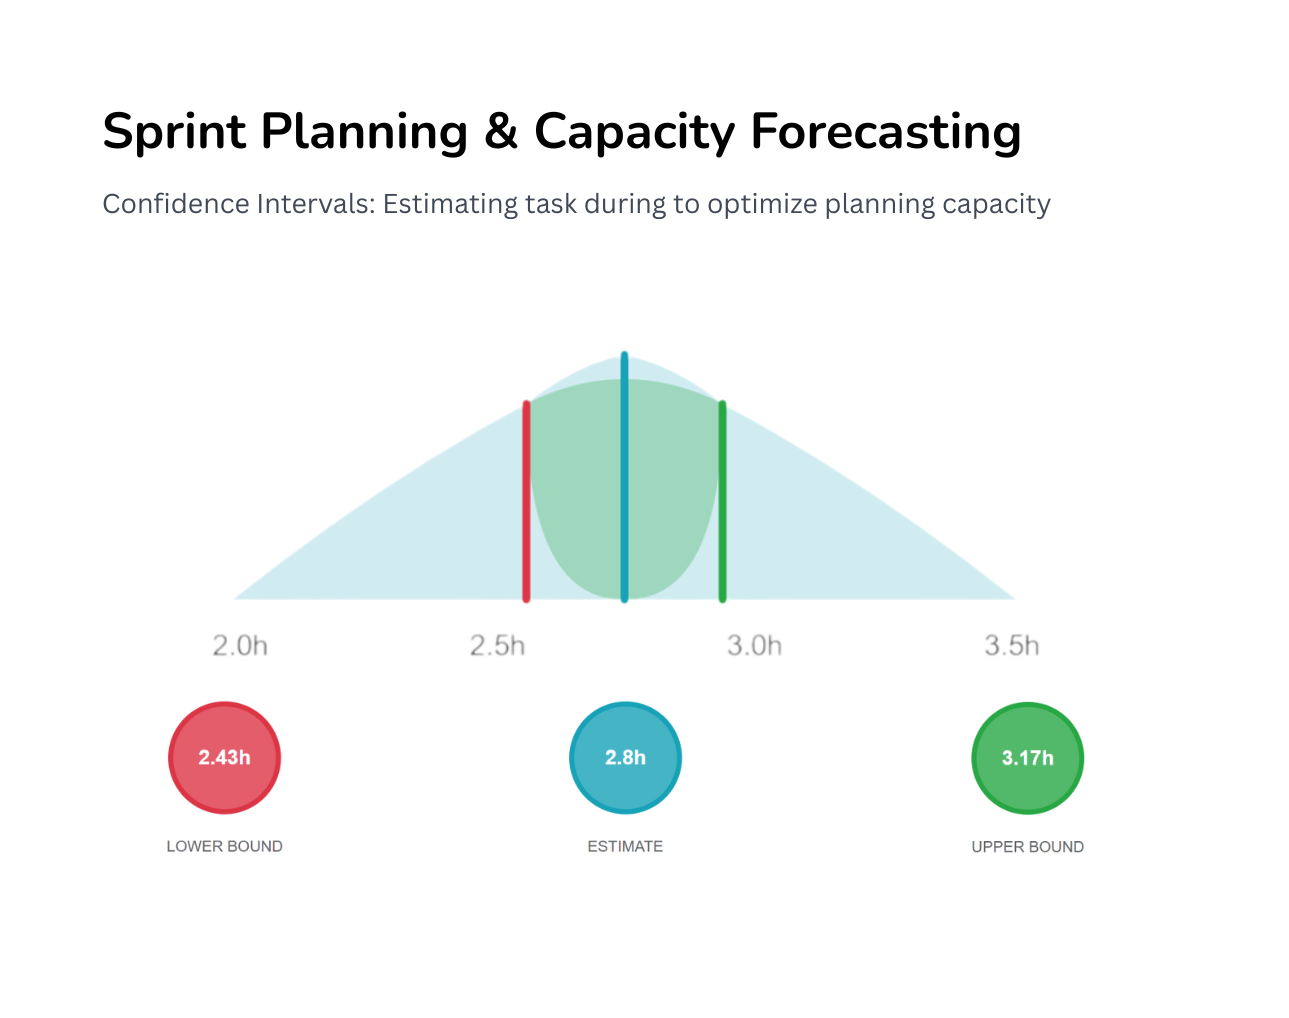 Sprint Planning & Capacity Forecasting
Confidence Intervals: Estimating task during to optimize planning capacity
2.0h 2.5h 3.0h 3.5h
2.43h 2.8h 3.17h
LOWER BOUND ESTIMATE UPPER BOUND